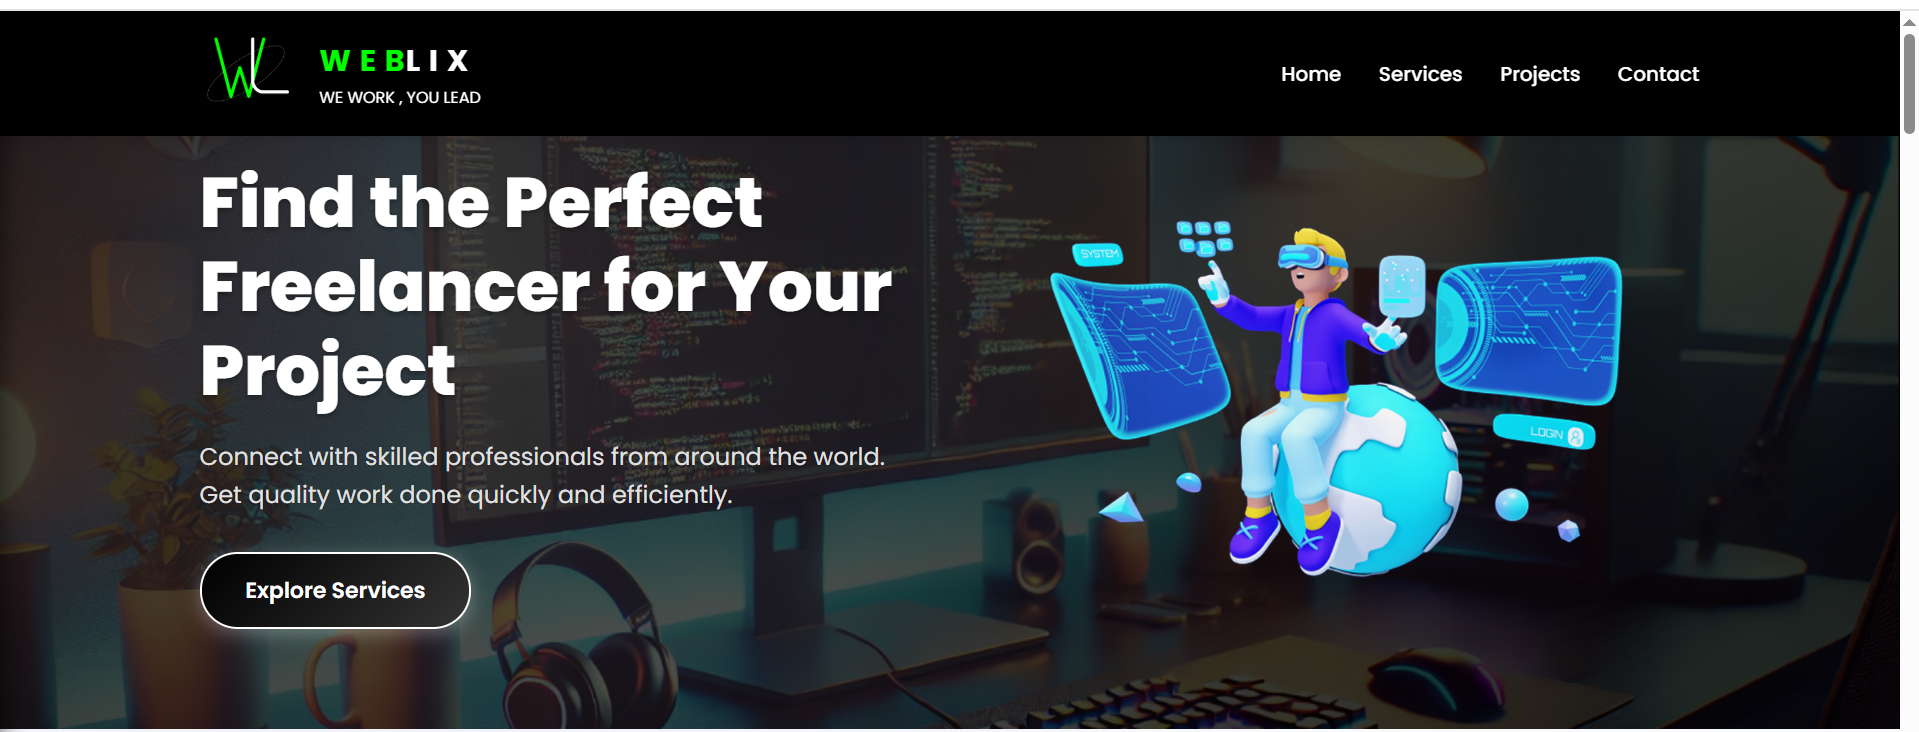 WEBLIX
WE WORK , YOU LEAD
Home Services Projects Contact
Find the Perfect
Freelancer for Your
Project
Connect with skilled professionals from around the world.
Get quality work done quickly and efficiently.
Explore Services
SYSTEM
LOGIN